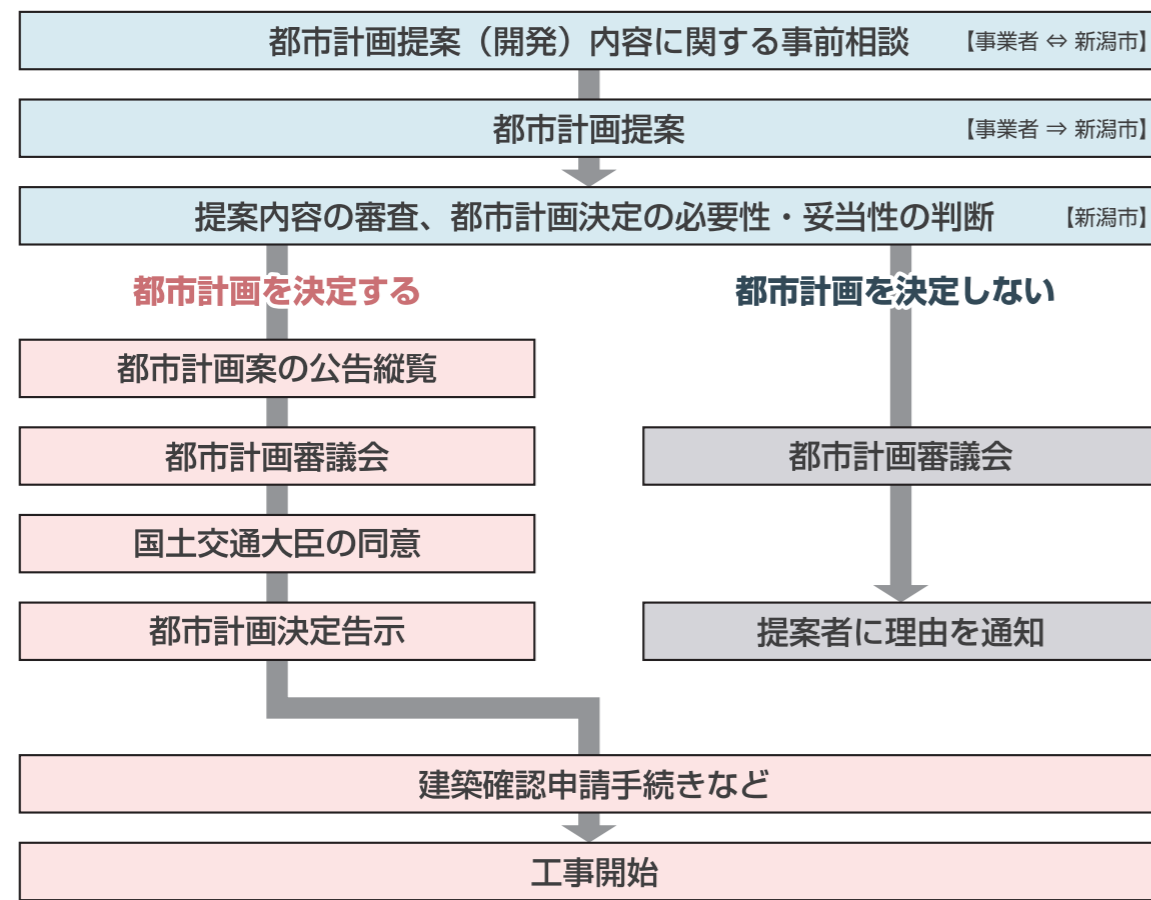 都市計画提案（開発）内容に関する事前相談 【事業者 ⇔ 新潟市】
都市計画提案 【事業者 ⇒ 新潟市】
提案内容の審査、都市計画決定の必要性・妥当性の判断 【新潟市】
都市計画を決定する
都市計画案の公告縦覧
都市計画審議会
国土交通大臣の同意
都市計画決定告示
都市計画を決定しない
都市計画審議会
提案者に理由を通知
建築確認申請手続きなど
工事開始